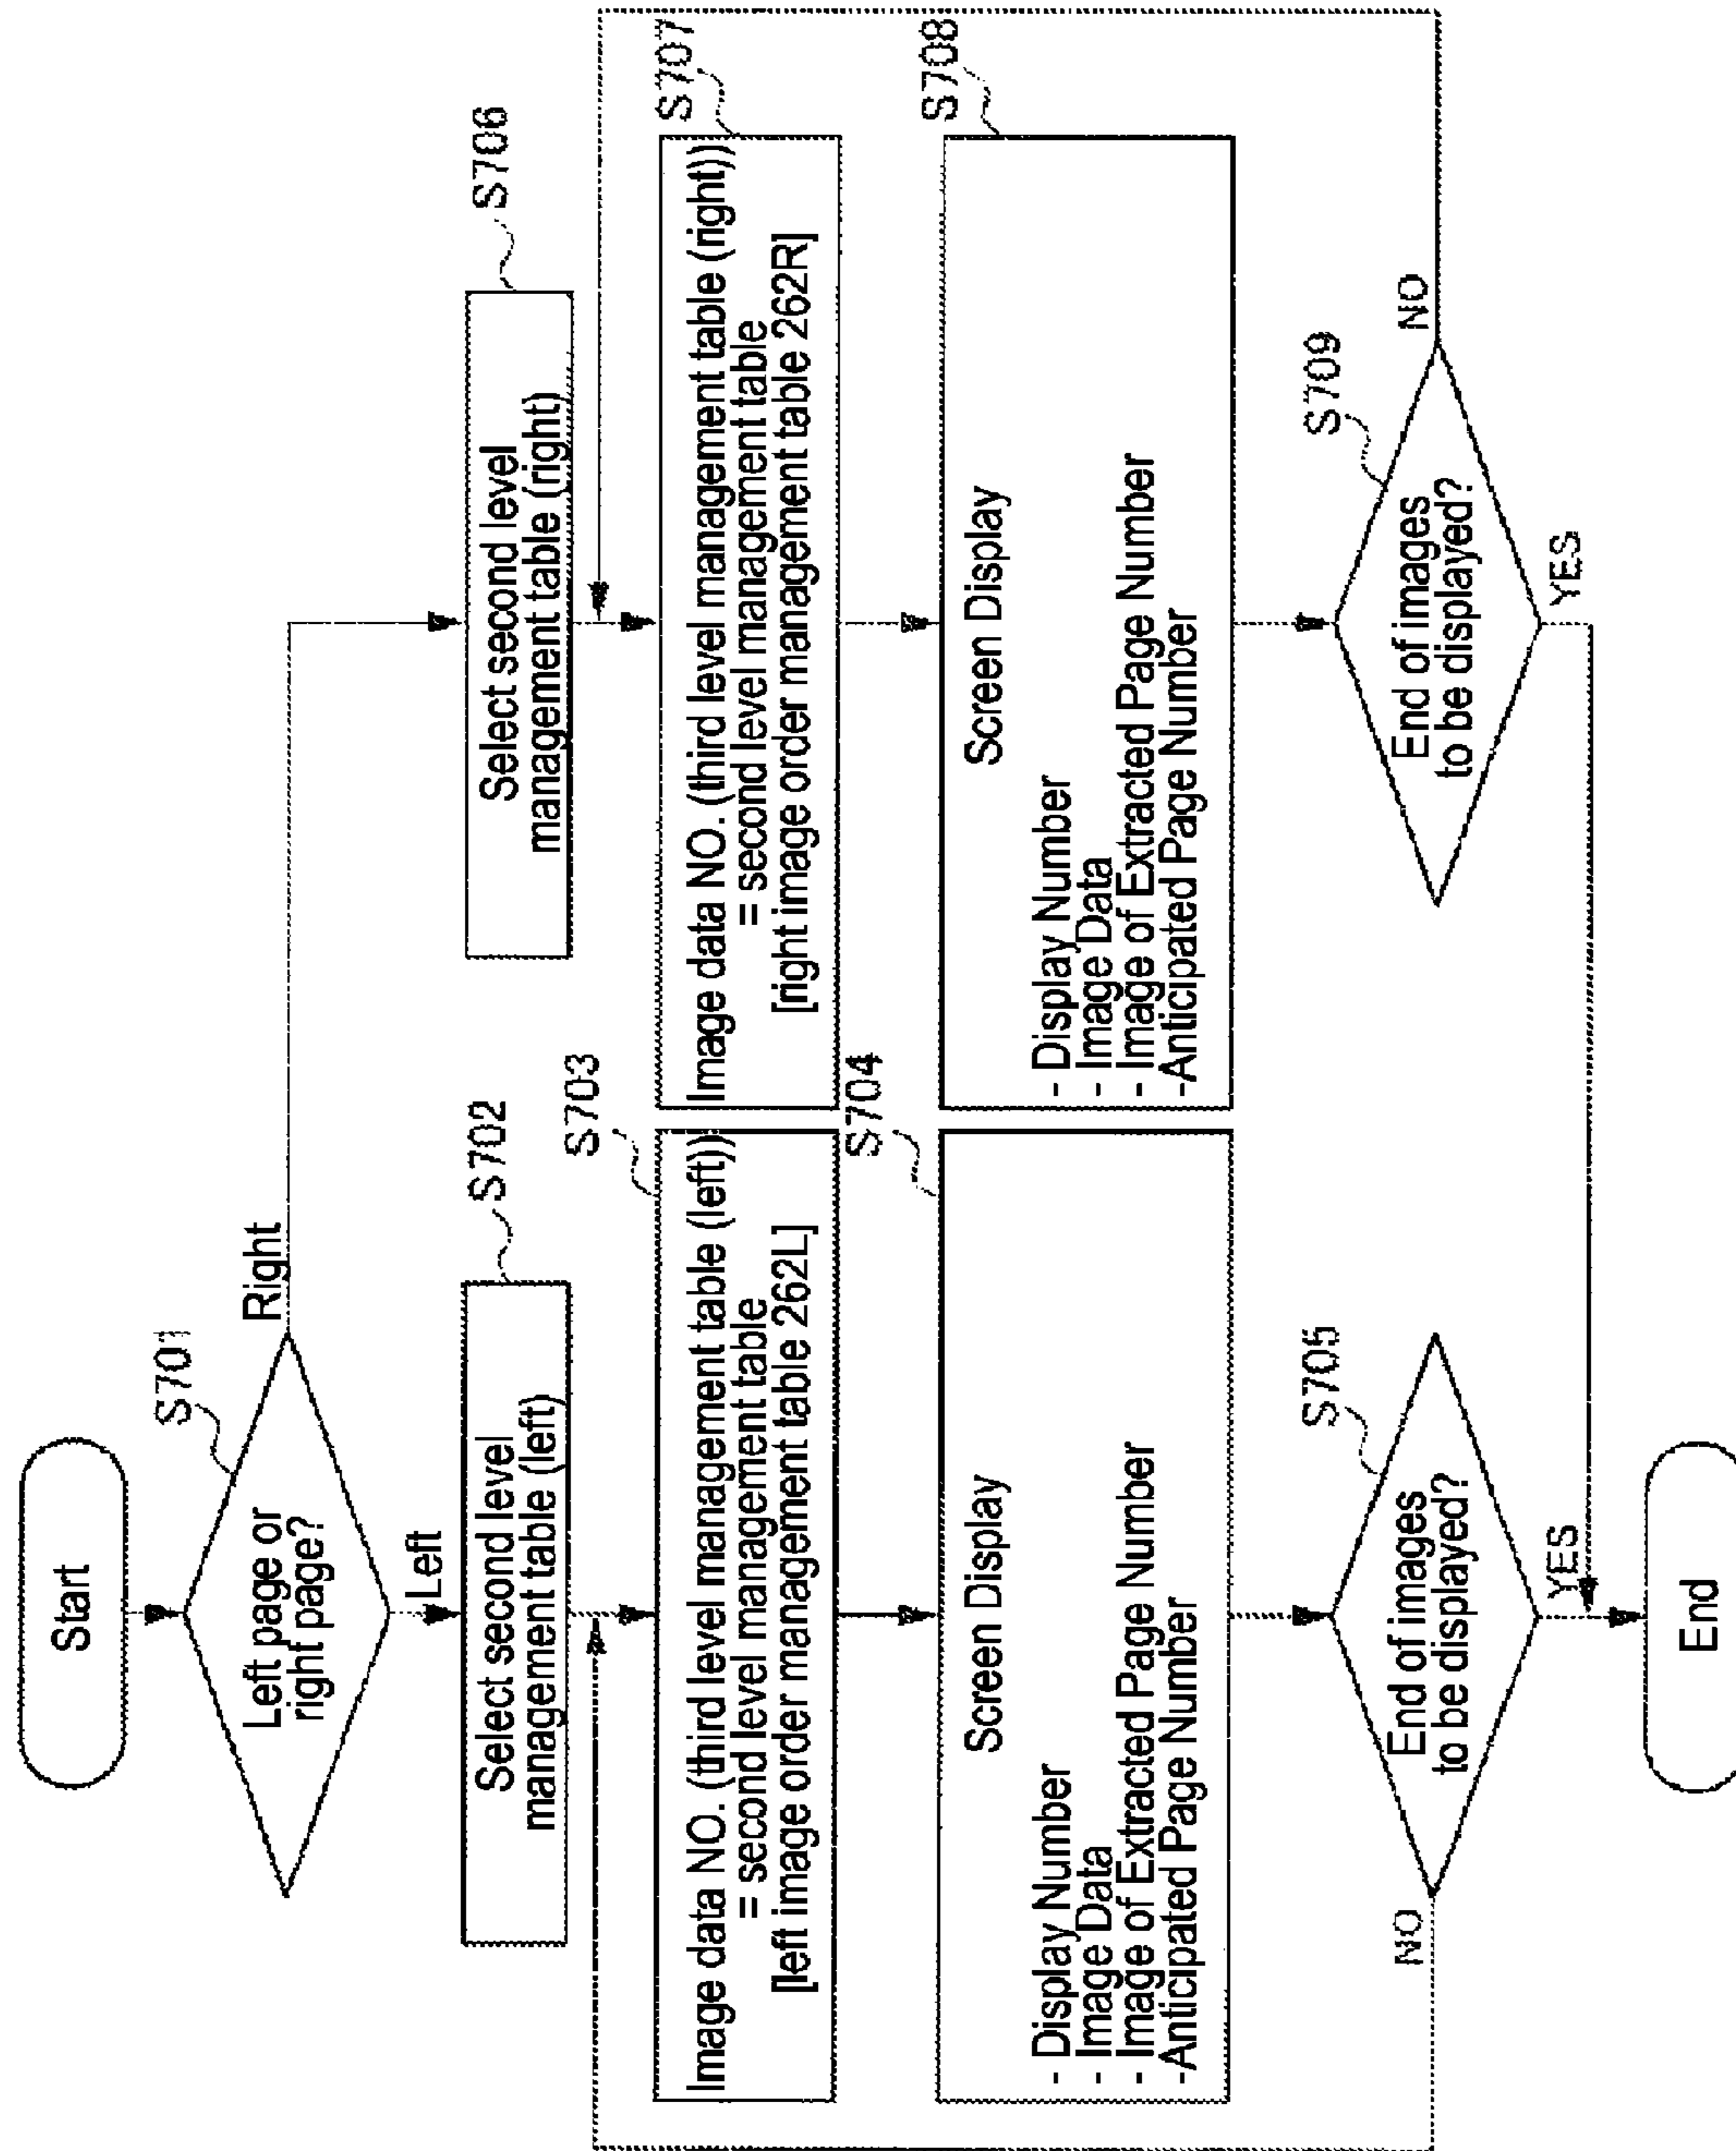 Start
S701
Left page or
right page?
Right
Left
S702
Select second level
management table (left)
S706
Select second level
management table (right)
S703
Image data NO. (third level management table (left))
= second level management table
[left image order management table 262L]
S707
Image data NO. (third level management table (right))
= second level management table
[right image order management table 262R]
S704
Screen Display
- Display Number
- Image Data
- Image of Extracted Page Number
-Anticipated Page Number
S708
Screen Display
- Display Number
- Image Data
- Image of Extracted Page Number
-Anticipated Page Number
S705
End of images
to be displayed?
NO
YES
S709
End of images
to be displayed?
NO
YES
End